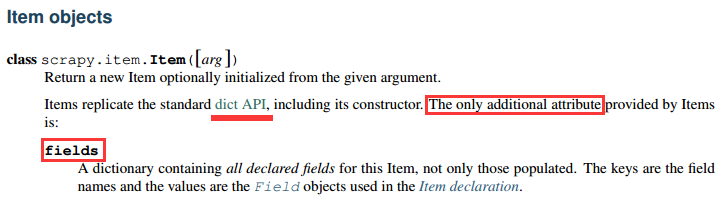 Item objects
class scrapy.item.Item([arg])
Return a new Item optionally initialized from the given argument.
Items replicate the standard dict API, including its constructor. The only additional attribute provided by Items
is:
fields
A dictionary containing all declared fields for this Item, not only those populated. The keys are the field
names and the values are the Field objects used in the Item declaration.